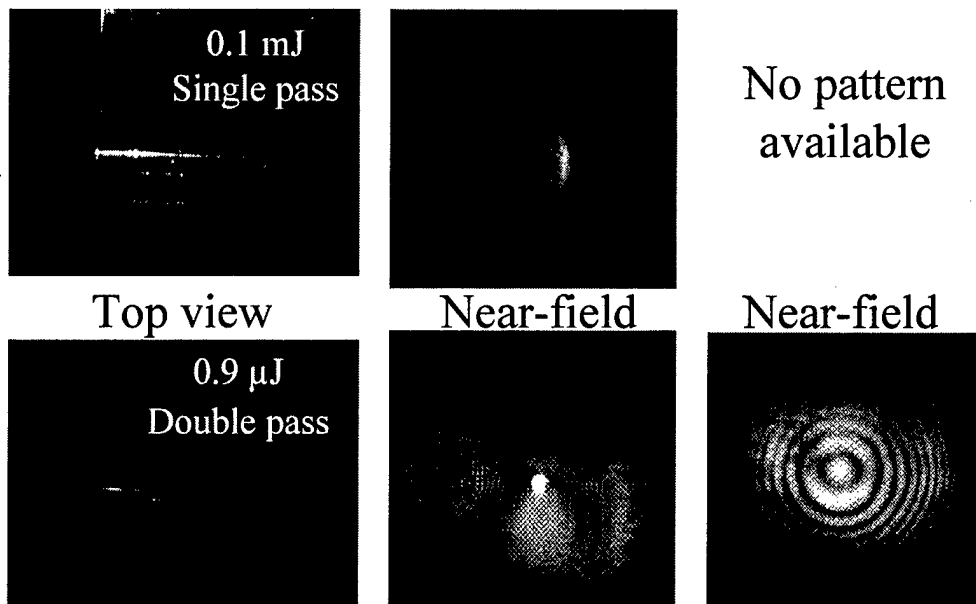 0.1 mJ
Single pass
No pattern
available
Top view
Near-field
Near-field
0.9 µJ
Double pass